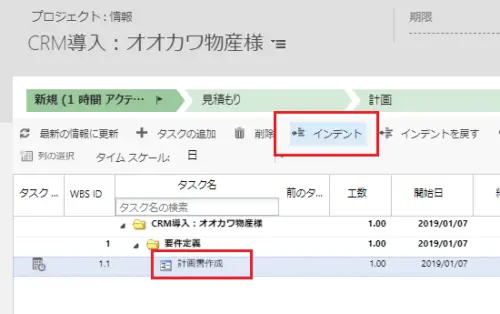 プロジェクト : 情報
期限
CRM導入：オオカワ物産様
新規 (1 時間 アクテ… 見積もり 計画
最新の情報に更新 タスクの追加 削除 インデント インデントを戻す
列の選択 タイム スケール: 日
タスク ... WBS ID タスク名 前のタ... 工数 開始日
タスク名の検索
CRM導入：オオカワ物産様 1.00 2019/01/07
1 要件定義 1.00 2019/01/07
1.1 計画書作成 1.00 2019/01/07